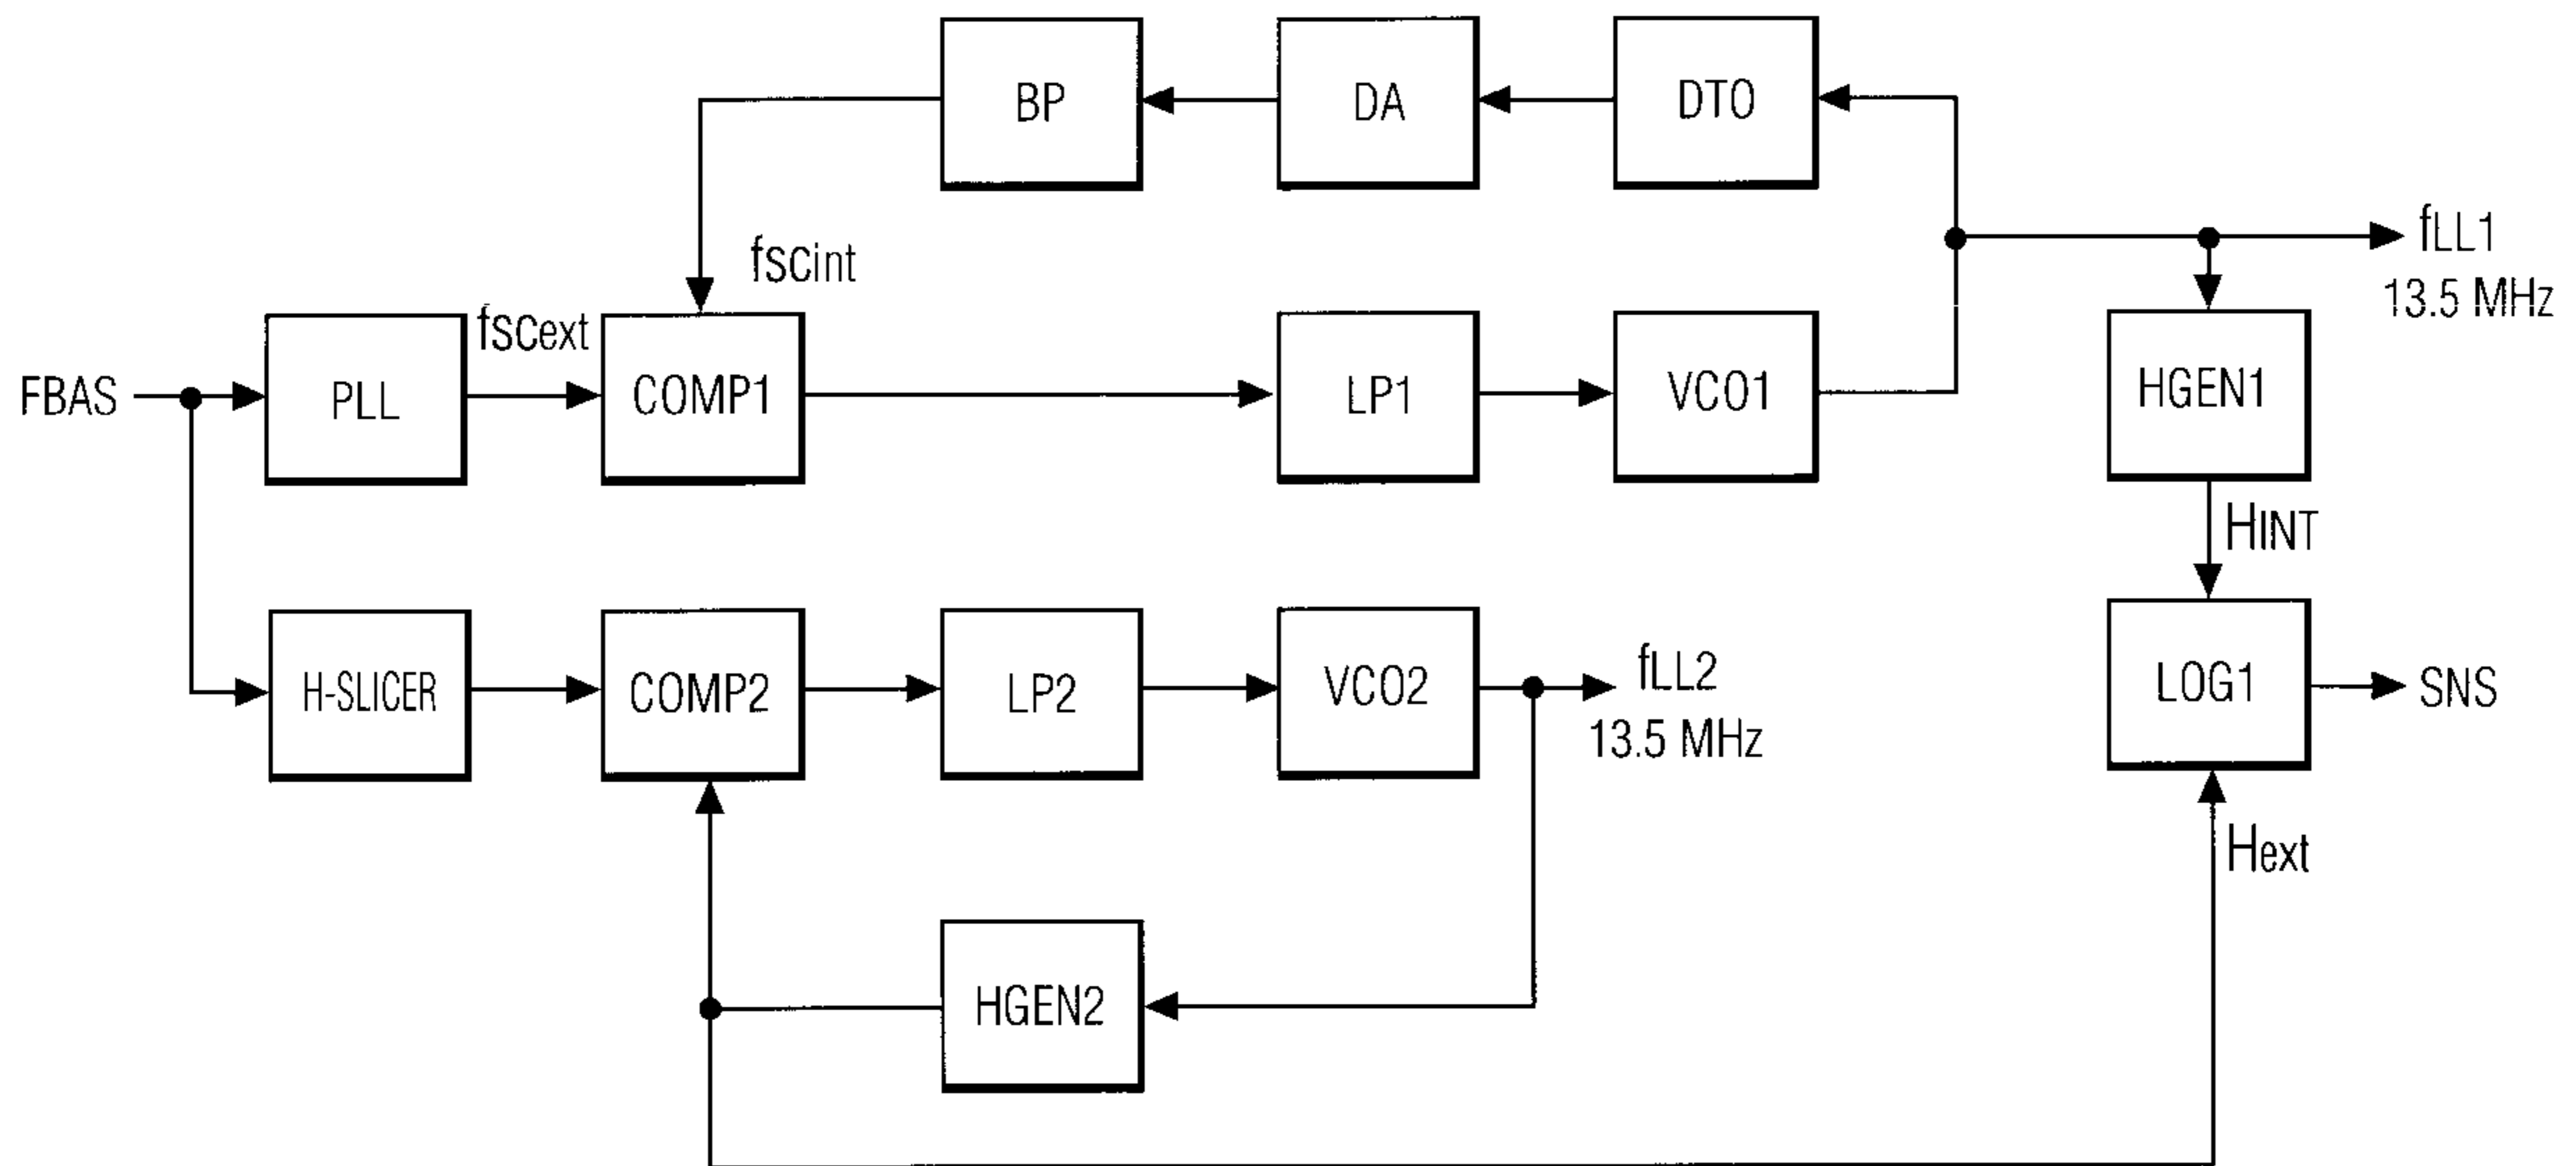 BP
DA
DTO
fLL1
13.5 MHz
fSCint
fSCext
FBAS
PLL
COMP1
LP1
VCO1
HGEN1
HINT
H-SLICER
COMP2
LP2
VCO2
fLL2
13.5 MHz
LOG1
SNS
Hext
HGEN2